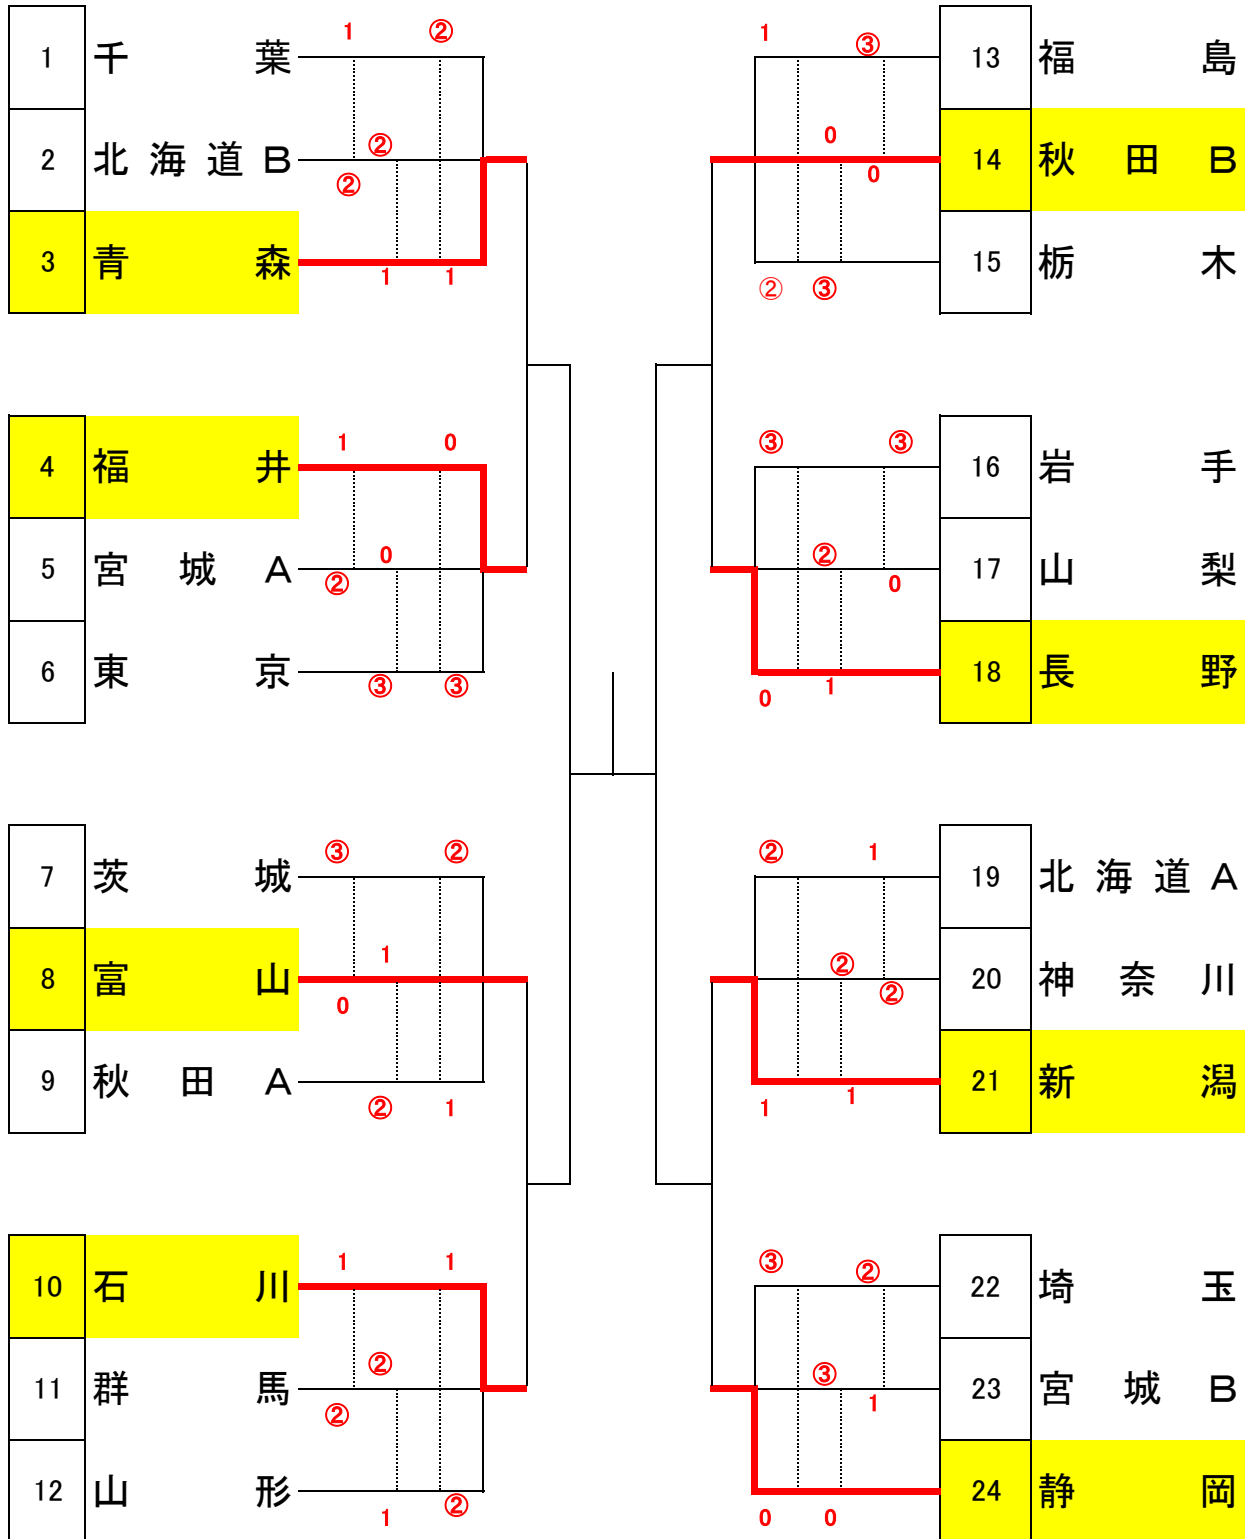 1 ② 1 ③
1 千葉 13 福島
② 0
2 北海道B 14 秋田B
② 0
3 青森 15 栃木
1 1 ② ③
1 0 ③ ③
4 福井 16 岩手
0 ②
5 宮城A 17 山梨
② 0
6 東京 18 長野
③ ③ 0 1
③ ② ② 1
7 茨城 19 北海道A
1 ②
8 富山 20 神奈川
0 ②
9 秋田A 21 新潟
② 1 1 1
1 1 ③ ②
10 石川 22 埼玉
② ③
11 群馬 23 宮城B
② 1
12 山形 24 静岡
1 ② 0 0